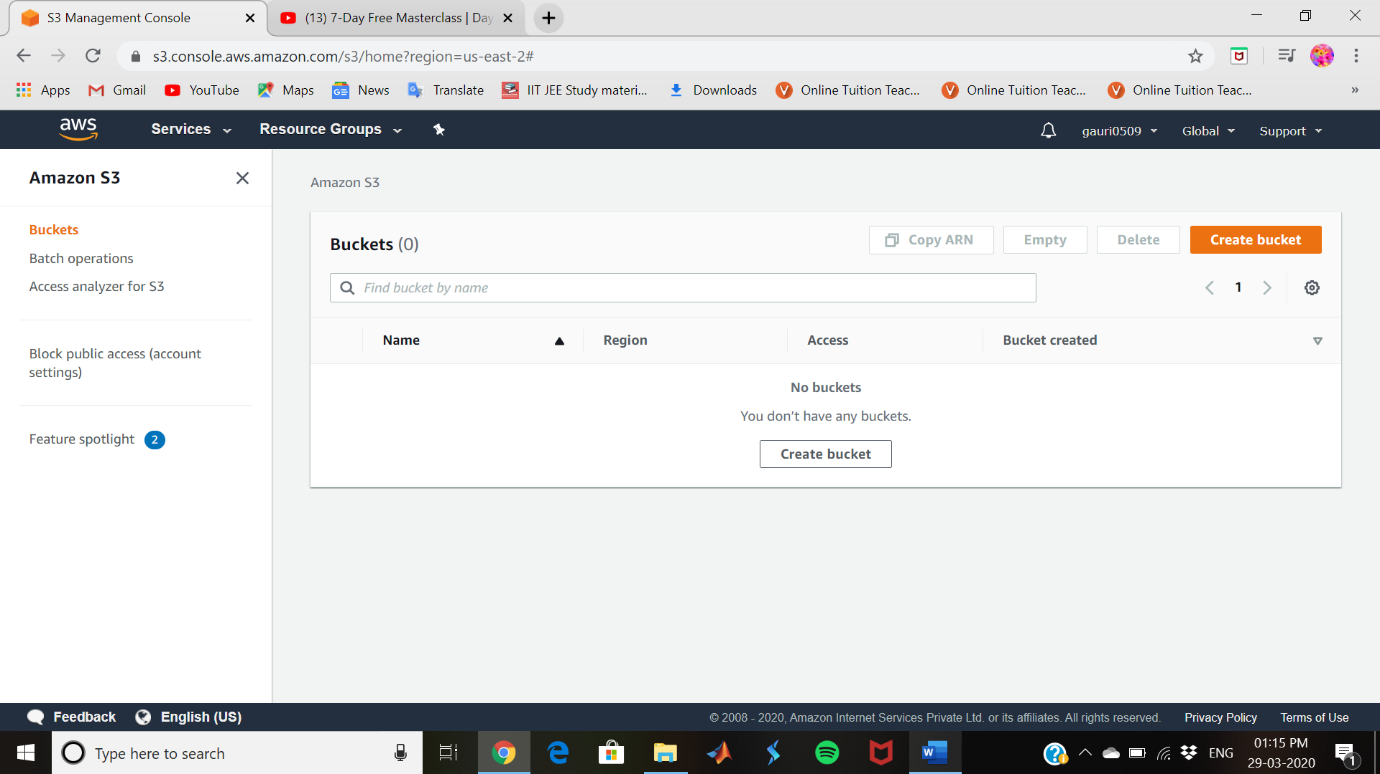 S3 Management Console
(13) 7-Day Free Masterclass | Day
s3.console.aws.amazon.com/s3/home?region=us-east-2#
Apps Gmail YouTube Maps News Translate IIT JEE Study materi... Downloads Online Tuition Teac... Online Tuition Teac... Online Tuition Teac... »
aws Services Resource Groups gauri0509 Global Support
Amazon S3
Buckets
Batch operations
Access analyzer for S3
Block public access (account
settings)
Feature spotlight 2
Amazon S3
Buckets (0) Copy ARN Empty Delete Create bucket
Find bucket by name 1
Name Region Access Bucket created
No buckets
You don't have any buckets.
Create bucket
Feedback English (US) © 2008 - 2020, Amazon Internet Services Private Ltd. or its affiliates. All rights reserved. Privacy Policy Terms of Use
Type here to search ENG 01:15 PM
29-03-2020 1